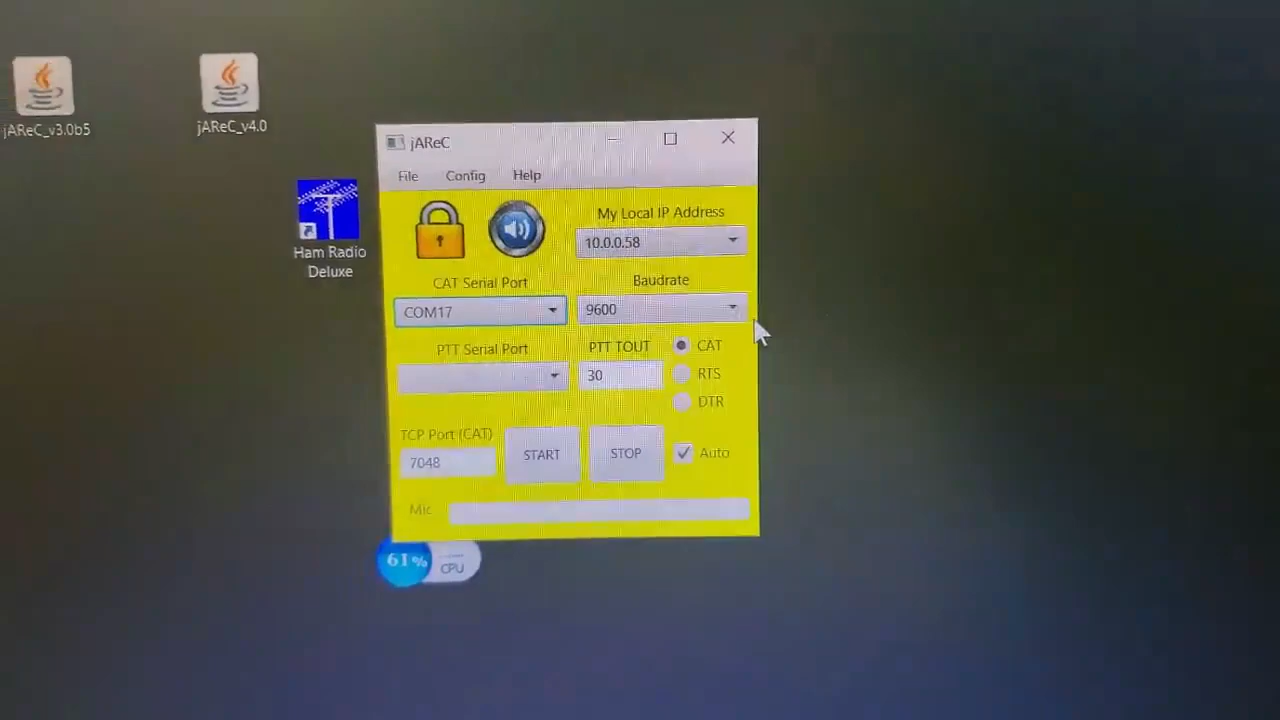 jAReC_v3.0b5
jAReC_v4.0
Ham Radio
Deluxe
jAReC
File Config Help
My Local IP Address
10.0.0.58
CAT Serial Port
Baudrate
COM17
9600
PTT Serial Port
PTT TOUT
CAT
30
RTS
DTR
TCP Port (CAT)
7048
START
STOP
Auto
Mic
61%
CPU